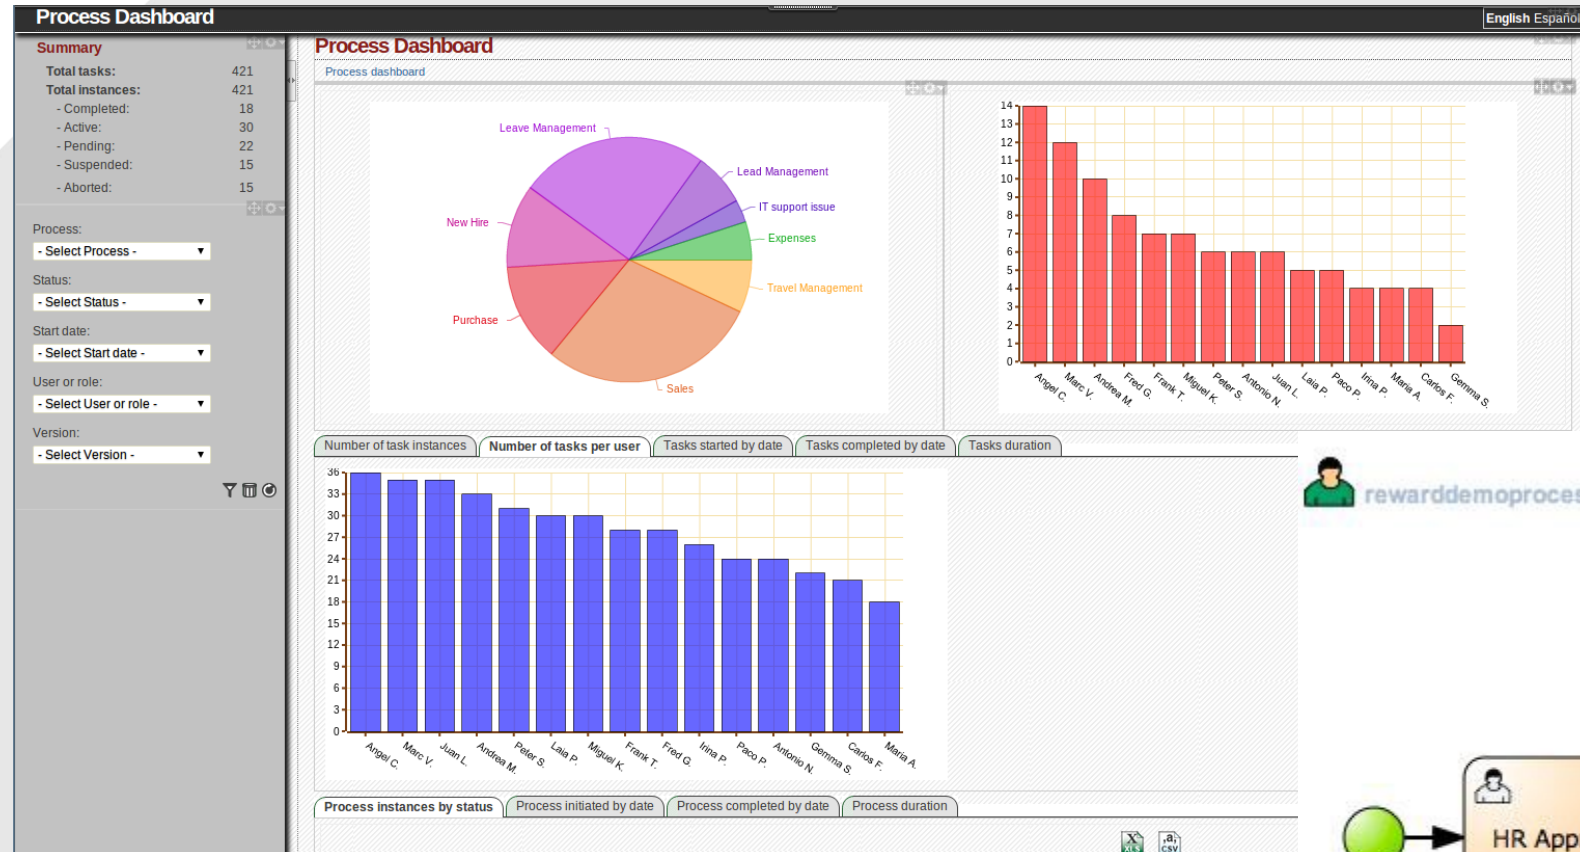 Process Dashboard
English Español
Summary
Total tasks: 421
Total instances: 421
- Completed: 18
- Active: 30
- Pending: 22
- Suspended: 15
- Aborted: 15
Process:
- Select Process -
Status:
- Select Status -
Start date:
- Select Start date -
User or role:
- Select User or role -
Version:
- Select Version -
Process Dashboard
Process dashboard
Leave Management
Lead Management
IT support issue
New Hire
Expenses
Travel Management
Purchase
Sales
14
13
12
11
10
9
8
7
6
5
4
3
2
1
0
Angel C. Marc V. Andrea M. Fred G. Frank T. Miguel K. Peter S. Antonio N. Juan L. Laia P. Paco P. Irina P. Maria A. Carlos F. Gemma S.
Number of task instances Number of tasks per user Tasks started by date Tasks completed by date Tasks duration
36
33
30
27
24
21
18
15
12
9
6
3
0
Angel C. Marc V. Juan L. Andrea M. Peter S. Laia P. Miguel K. Frank T. Fred G. Irina P. Paco P. Antonio N. Gemma S. Carlos F. Maria A.
rewarddemoproces
Process instances by status Process initiated by date Process completed by date Process duration
XLS
,a,
CSV
HR App